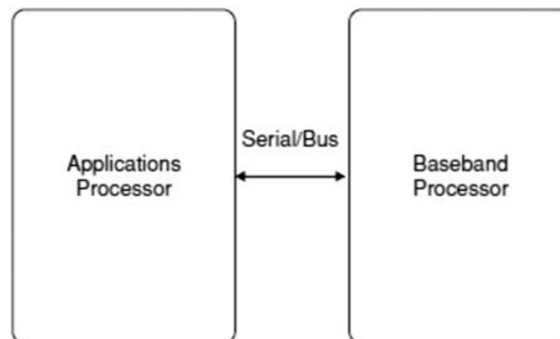 Applications
Processor
Serial/Bus
Baseband
Processor